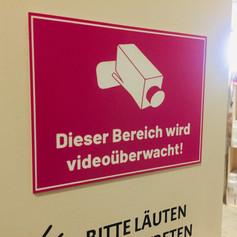 Dieser Bereich wird
videoüberwacht!
BITTE LÄUTEN